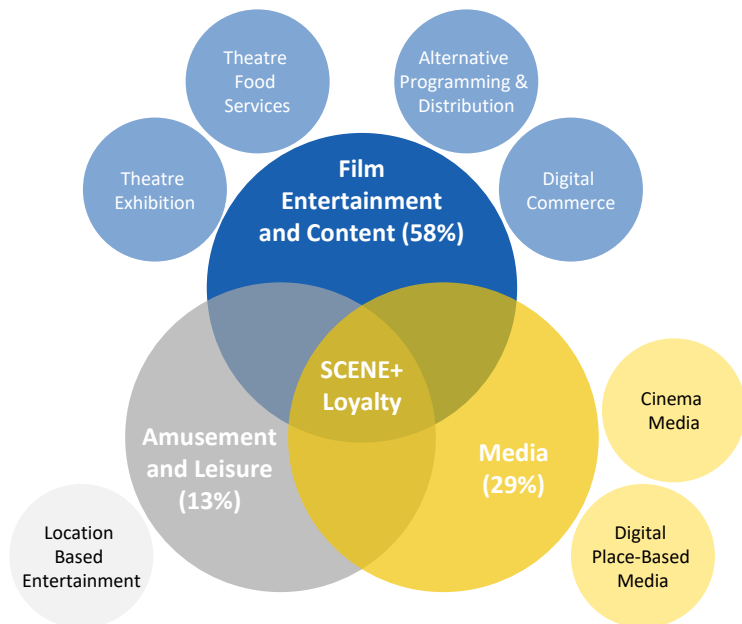 Theatre
Food
Services
Alternative
Programming &
Distribution
Theatre
Exhibition
Film
Entertainment
and Content (58%)
Digital
Commerce
SCENE+
Loyalty
Amusement
and Leisure
(13%)
Media
(29%)
Cinema
Media
Location
Based
Entertainment
Digital
Place-Based
Media